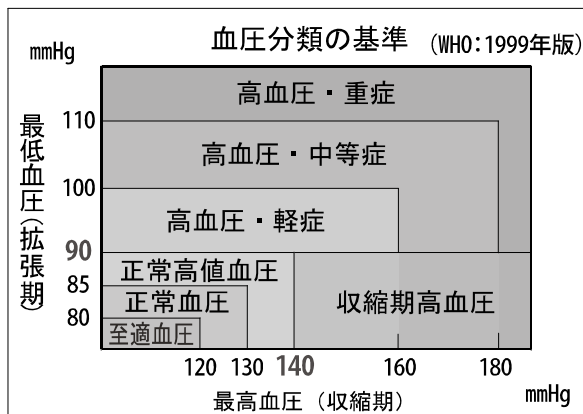 血圧分類の基準 (WHO:1999年版)
mmHg
最低血圧(拡張期)
高血圧・重症
110
高血圧・中等症
100
高血圧・軽症
90
正常高値血圧
85
正常血圧
収縮期高血圧
80
至適血圧
120 130 140 160 180
最高血圧(収縮期) mmHg